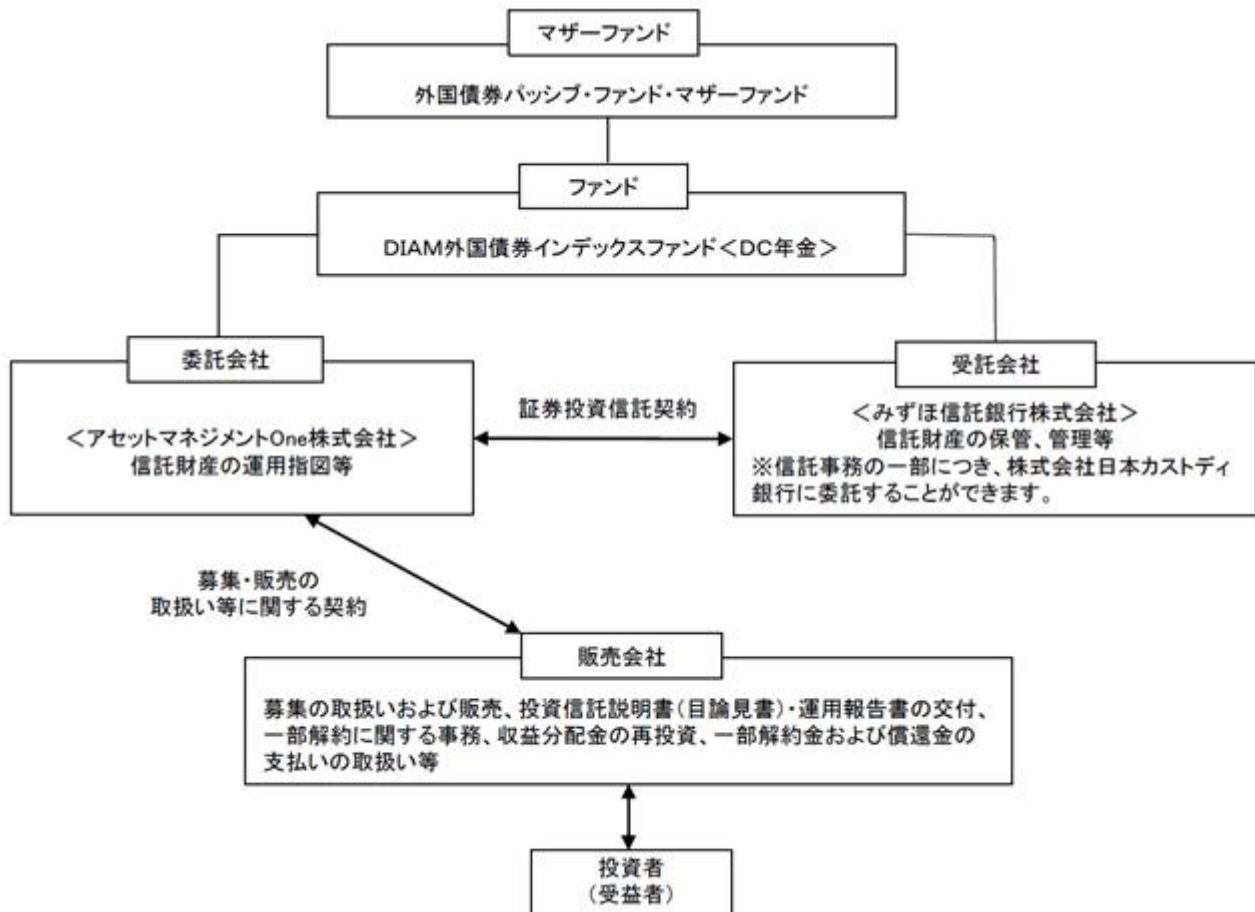 マザーファンド
外国債券パッシブ・ファンド・マザーファンド
ファンド
DIAM外国債券インデックスファンド<DC年金>
委託会社
<アセットマネジメントOne株式会社>
信託財産の運用指図等
証券投資信託契約
受託会社
<みずほ信託銀行株式会社>
信託財産の保管、管理等
※信託事務の一部につき、株式会社日本カストディ
銀行に委託することができます。
募集・販売の
取扱い等に関する契約
販売会社
募集の取扱いおよび販売、投資信託説明書(目論見書)・運用報告書の交付、
一部解約に関する事務、収益分配金の再投資、一部解約金および償還金の
支払いの取扱い等
投資者
(受益者)